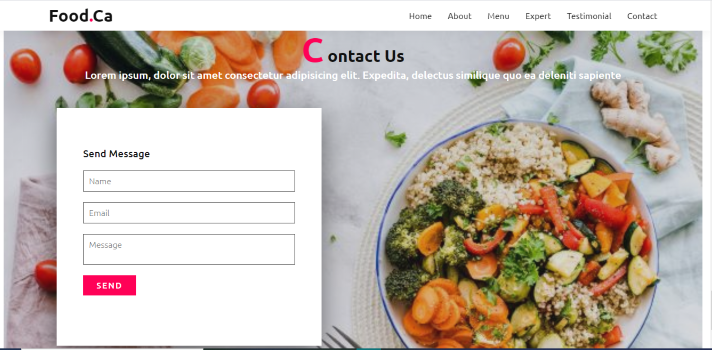 Food.Ca
Home About Menu Expert Testimonial Contact
Contact Us
Lorem ipsum, dolor sit amet consectetur adipisicing elit. Expedita, delectus similique quo ea deleniti sapiente
Send Message
Name
Email
Message
SEND